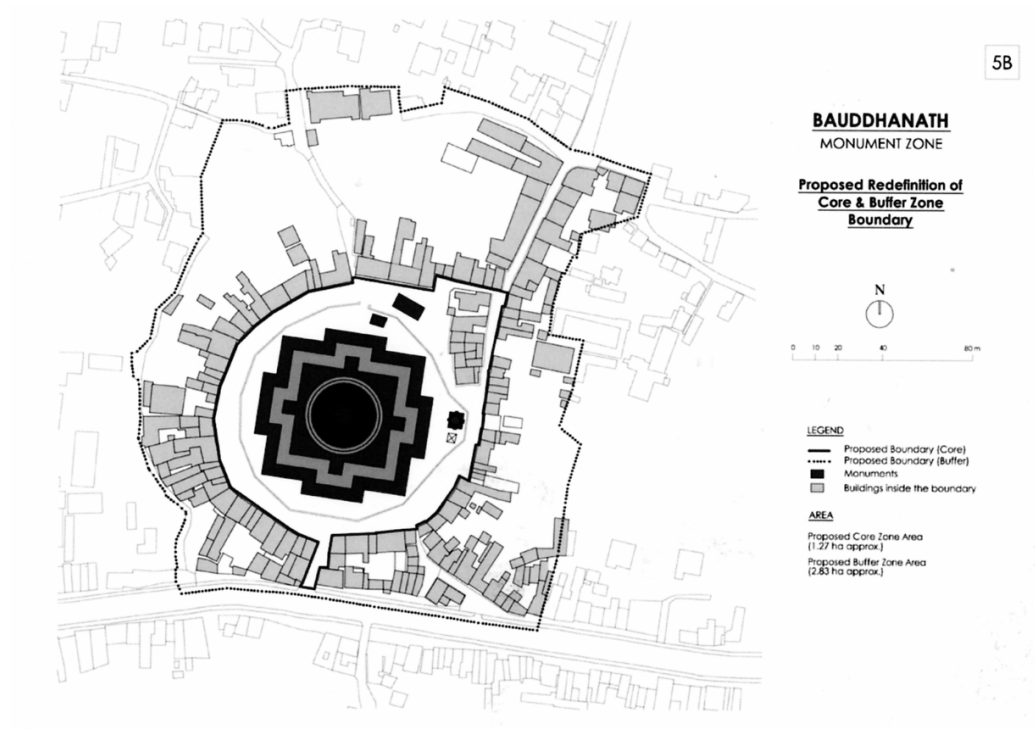 5B
BAUDDHANATH
MONUMENT ZONE
Proposed Redefinition of
Core & Buffer Zone
Boundary
N
0 10 20 40 80 m
LEGEND
Proposed Boundary (Core)
Proposed Boundary (Buffer)
Monuments
Buildings inside the boundary
AREA
Proposed Core Zone Area
(1.27 ha approx.)
Proposed Buffer Zone Area
(2.83 ha approx.)